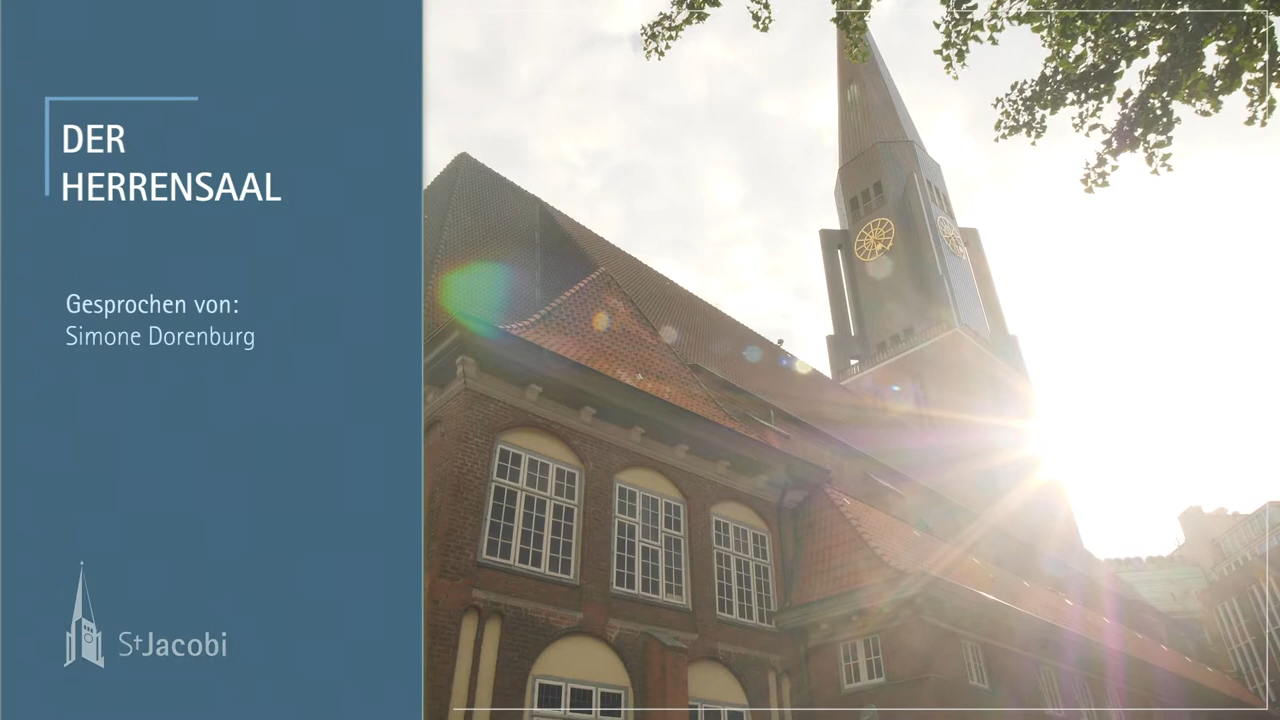 DER
HERRENSAAL
Gesprochen von:
Simone Dorenburg
StJacobi